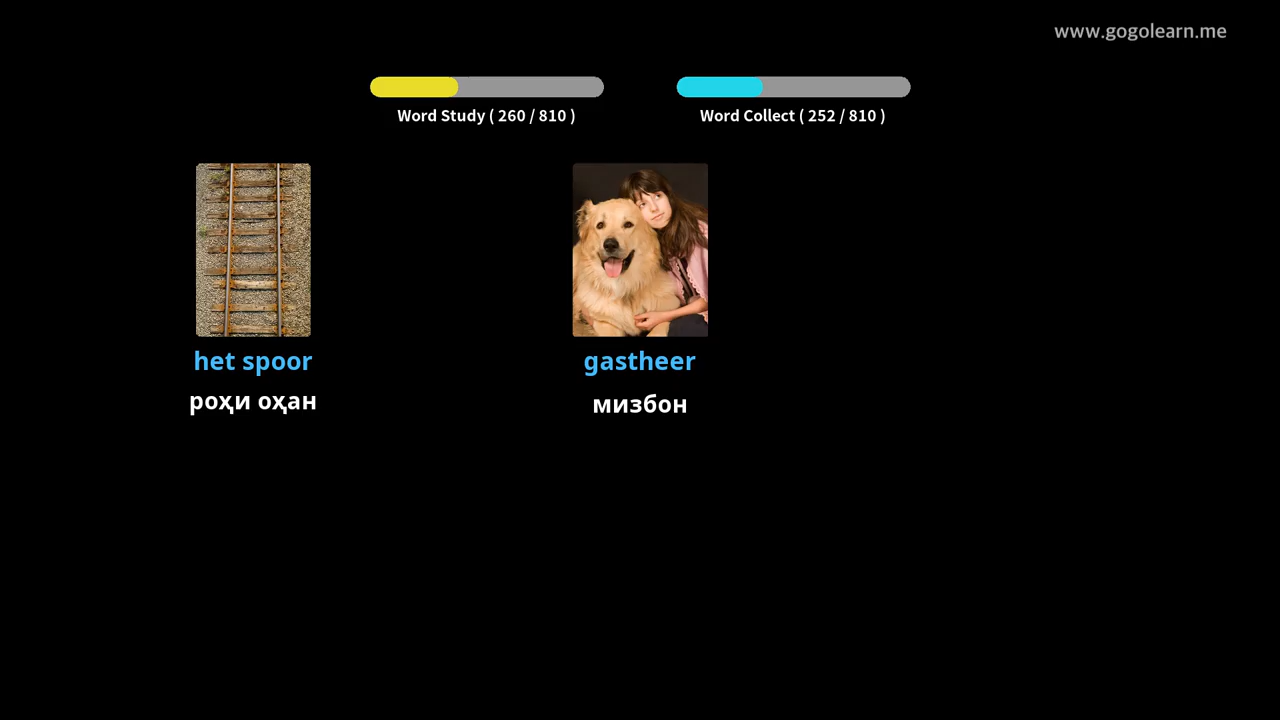 www.gogolearn.me
Word Study ( 260 / 810 )
Word Collect ( 252 / 810 )
het spoor
роҳи оҳан
gastheer
мизбон